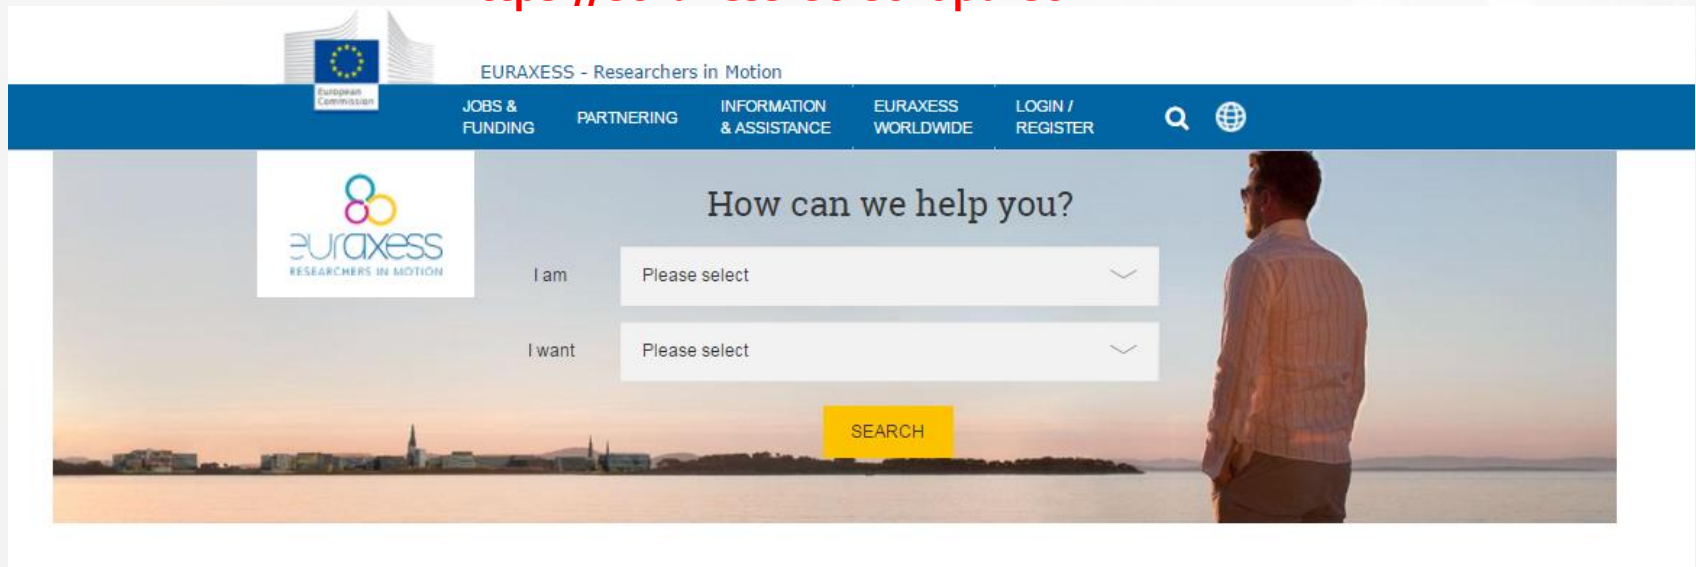 European
Commission
EURAXESS - Researchers in Motion
JOBS &
FUNDING
PARTNERING
INFORMATION
& ASSISTANCE
EURAXESS
WORLDWIDE
LOGIN /
REGISTER
euraxess
RESEARCHERS IN MOTION
How can we help you?
I am
Please select
I want
Please select
SEARCH